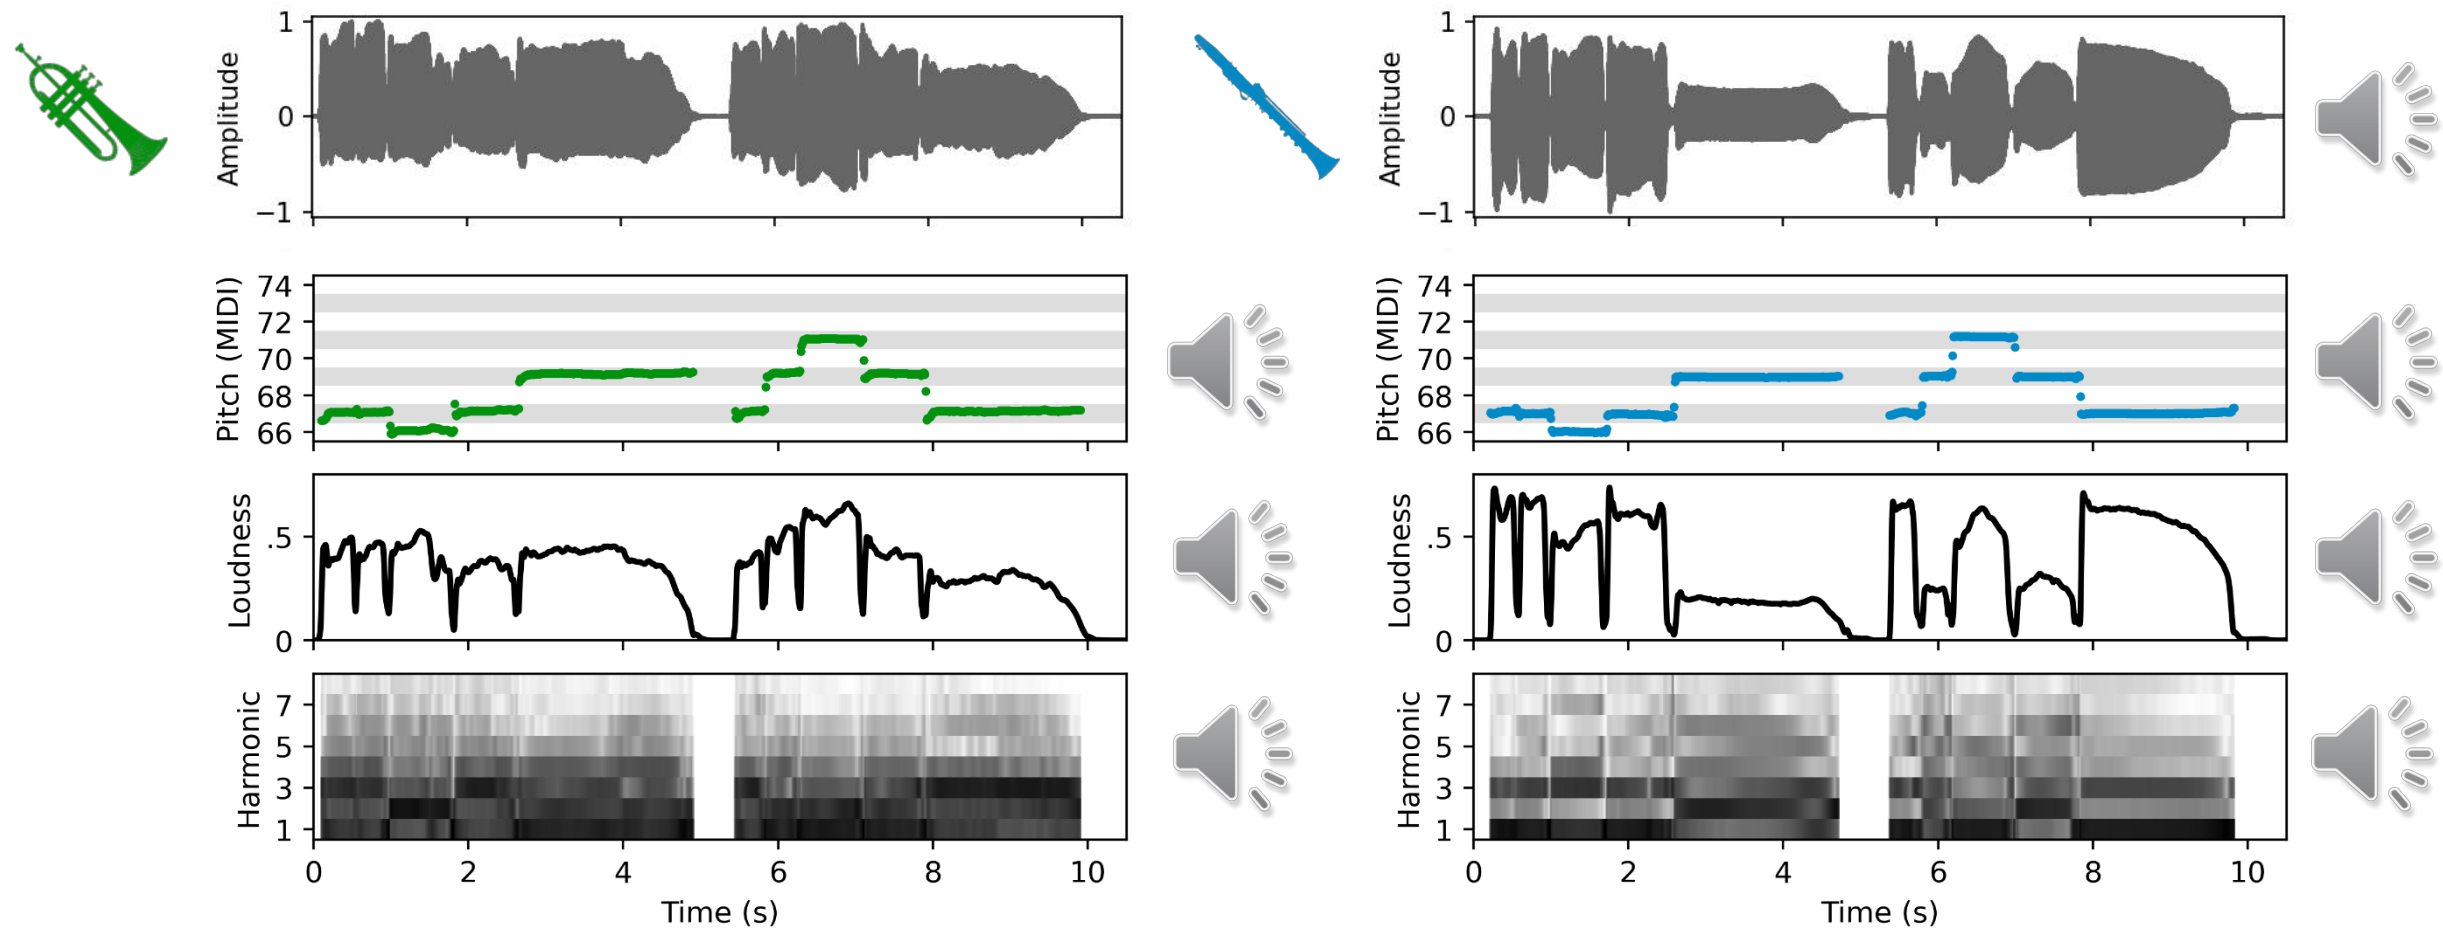 Amplitude
1
0
−1
Pitch (MIDI)
74
72
70
68
66
Loudness
.5
0
Harmonic
7
5
3
1
0 2 4 6 8 10
Time (s)
Amplitude
1
0
−1
Pitch (MIDI)
74
72
70
68
66
Loudness
.5
0
Harmonic
7
5
3
1
0 2 4 6 8 10
Time (s)